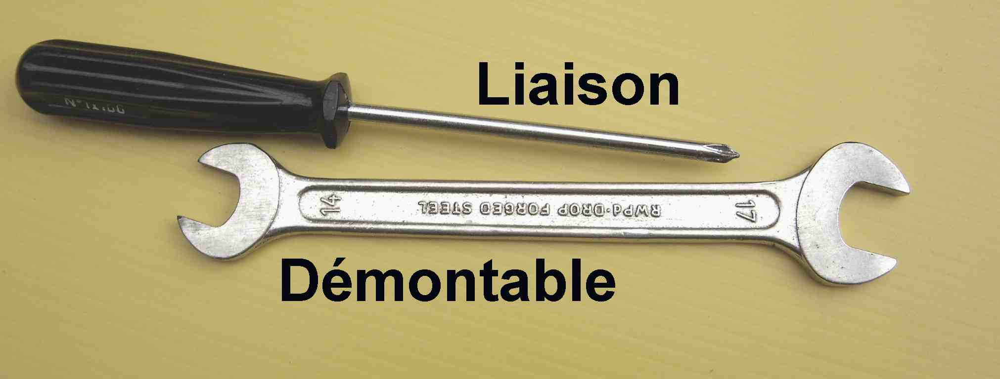 Liaison
14
RWPd·DROP FORGED STEEL
17
Démontable